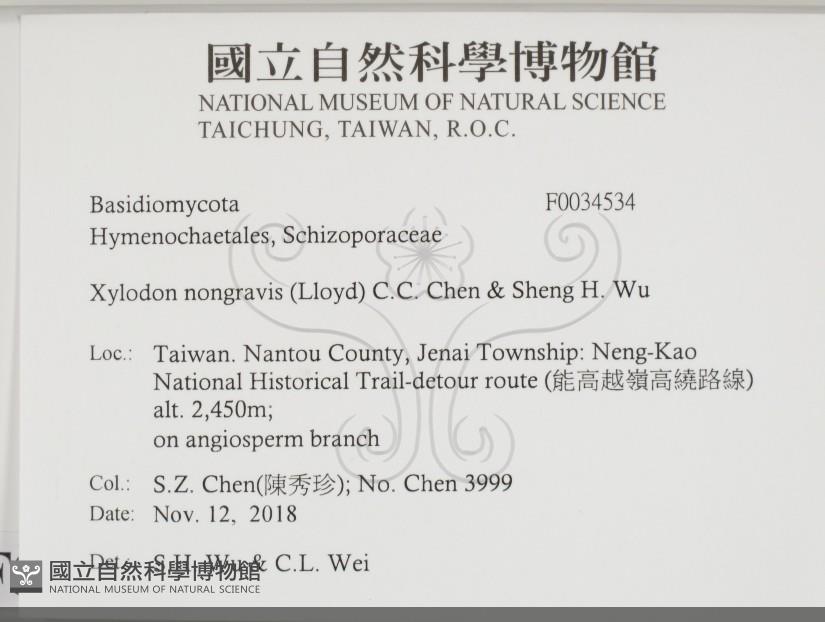 國立自然科學博物館
NATIONAL MUSEUM OF NATURAL SCIENCE
TAICHUNG, TAIWAN, R.O.C.
Basidiomycota F0034534
Hymenochaetales, Schizoporaceae
Xylodon nongravis (Lloyd) C.C. Chen & Sheng H. Wu
Loc.: Taiwan. Nantou County, Jenai Township: Neng-Kao
National Historical Trail-detour route (能高越嶺高繞路線)
alt. 2,450m;
on angiosperm branch
Col.: S.Z. Chen(陳秀珍); No. Chen 3999
Date: Nov. 12, 2018
Det.: S.H. Wu & C.L. Wei
國立自然科學博物館
NATIONAL MUSEUM OF NATURAL SCIENCE